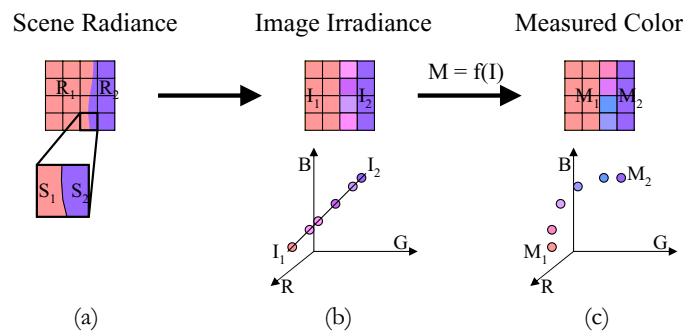 Scene Radiance
Image Irradiance
Measured Color
R₁
R₂
S₁
S₂
I₁
I₂
M = f(I)
M₁
M₂
B
I₂
I₁
G
R
B
M₂
M₁
G
R
(a)
(b)
(c)